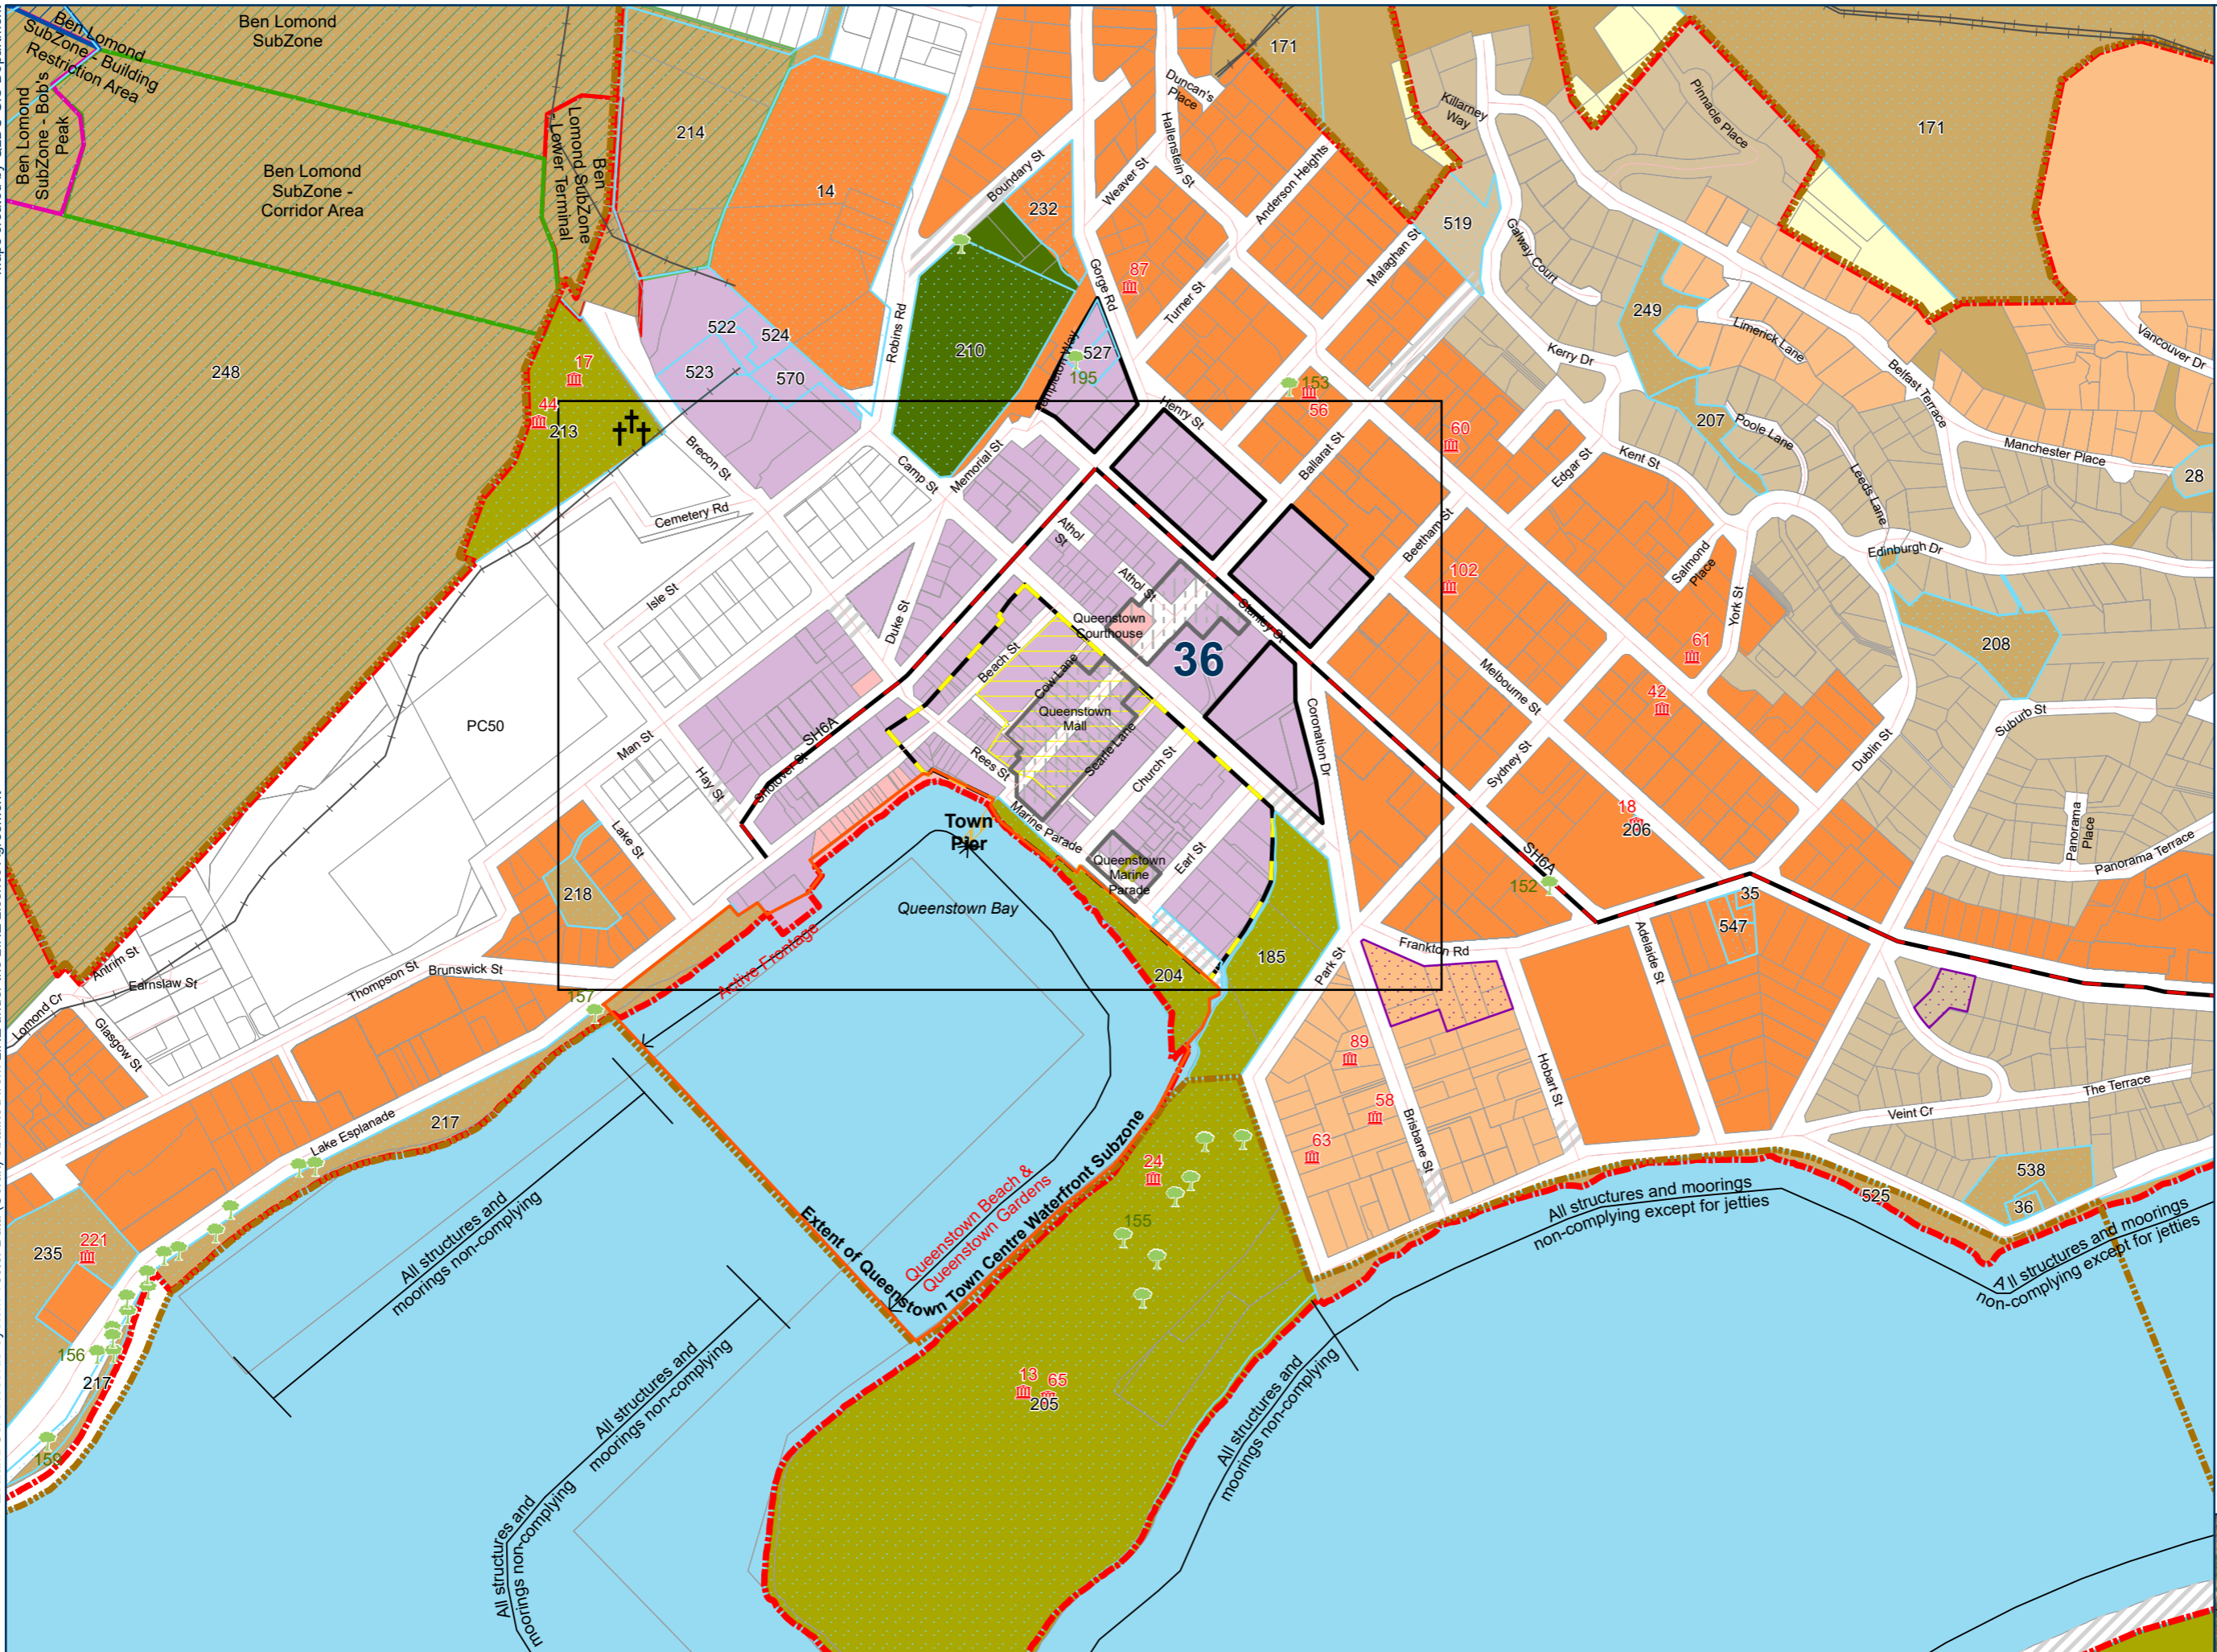 Ben Lomond
SubZone - Building
Restriction Area
Ben Lomond
SubZone
Ben Lomond
SubZone - Bob's
Peak
Ben Lomond
SubZone -
Corridor Area
Ben
Lomond SubZone
- Lower Terminal
214
14
171
171
Duncan's
Place
Hallenstein St
Boundary St
Weaver St
Anderson Heights
232
Killarney
Way
Pinnacle Place
519
Galway Court
Malaghan St
Gorge Rd
87
Turner St
Robins Rd
210
Templeton Way
527
195
522
524
523
570
248
17
44
213
153
56
60
249
Limerick Lane
Kerry Dr
Belfast Terrace
Vancouver Dr
207
Poole Lane
Manchester Place
28
Leeds Lane
Kent St
Edgar St
Henry St
Ballarat St
Beetham St
Brecon St
Camp St
Memorial St
Cemetery Rd
Athol
St
Athol St
Stanley St
Isle St
Duke St
Queenstown
Courthouse
36
102
Salmond
Place
York St
61
Edinburgh Dr
208
42
Melbourne St
Suburb St
Beach St
Cow Lane
Queenstown
Mall
Searle Lane
Church St
Rees St
Coronation Dr
Sydney St
Dublin St
PC50
Man St
Hay St
Shotover St
SH6A
Lake St
218
Town
Pier
Marine Parade
Queenstown
Marine
Parade
Earl St
Queenstown Bay
18
206
SH6A
152
35
547
Panorama
Place
Panorama Terrace
Active Frontage
204
185
Park St
Frankton Rd
Adelaide St
Antrim St
Earnslaw St
Lomond Cr
Glasgow St
Thompson St
Brunswick St
157
217
Lake Esplanade
89
58
63
Brisbane St
Hobart St
The Terrace
Veint Cr
538
36
525
24
155
Queenstown Beach &
Queenstown Gardens
Extent of Queenstown Town Centre Waterfront Subzone
All structures and
moorings non-complying
All structures and moorings
non-complying except for jetties
All structures and moorings
non-complying except for jetties
235
221
156
217
159
All structures and
moorings non-complying
All structures and
moorings non-complying
13
65
205
All structures and
moorings non-complying